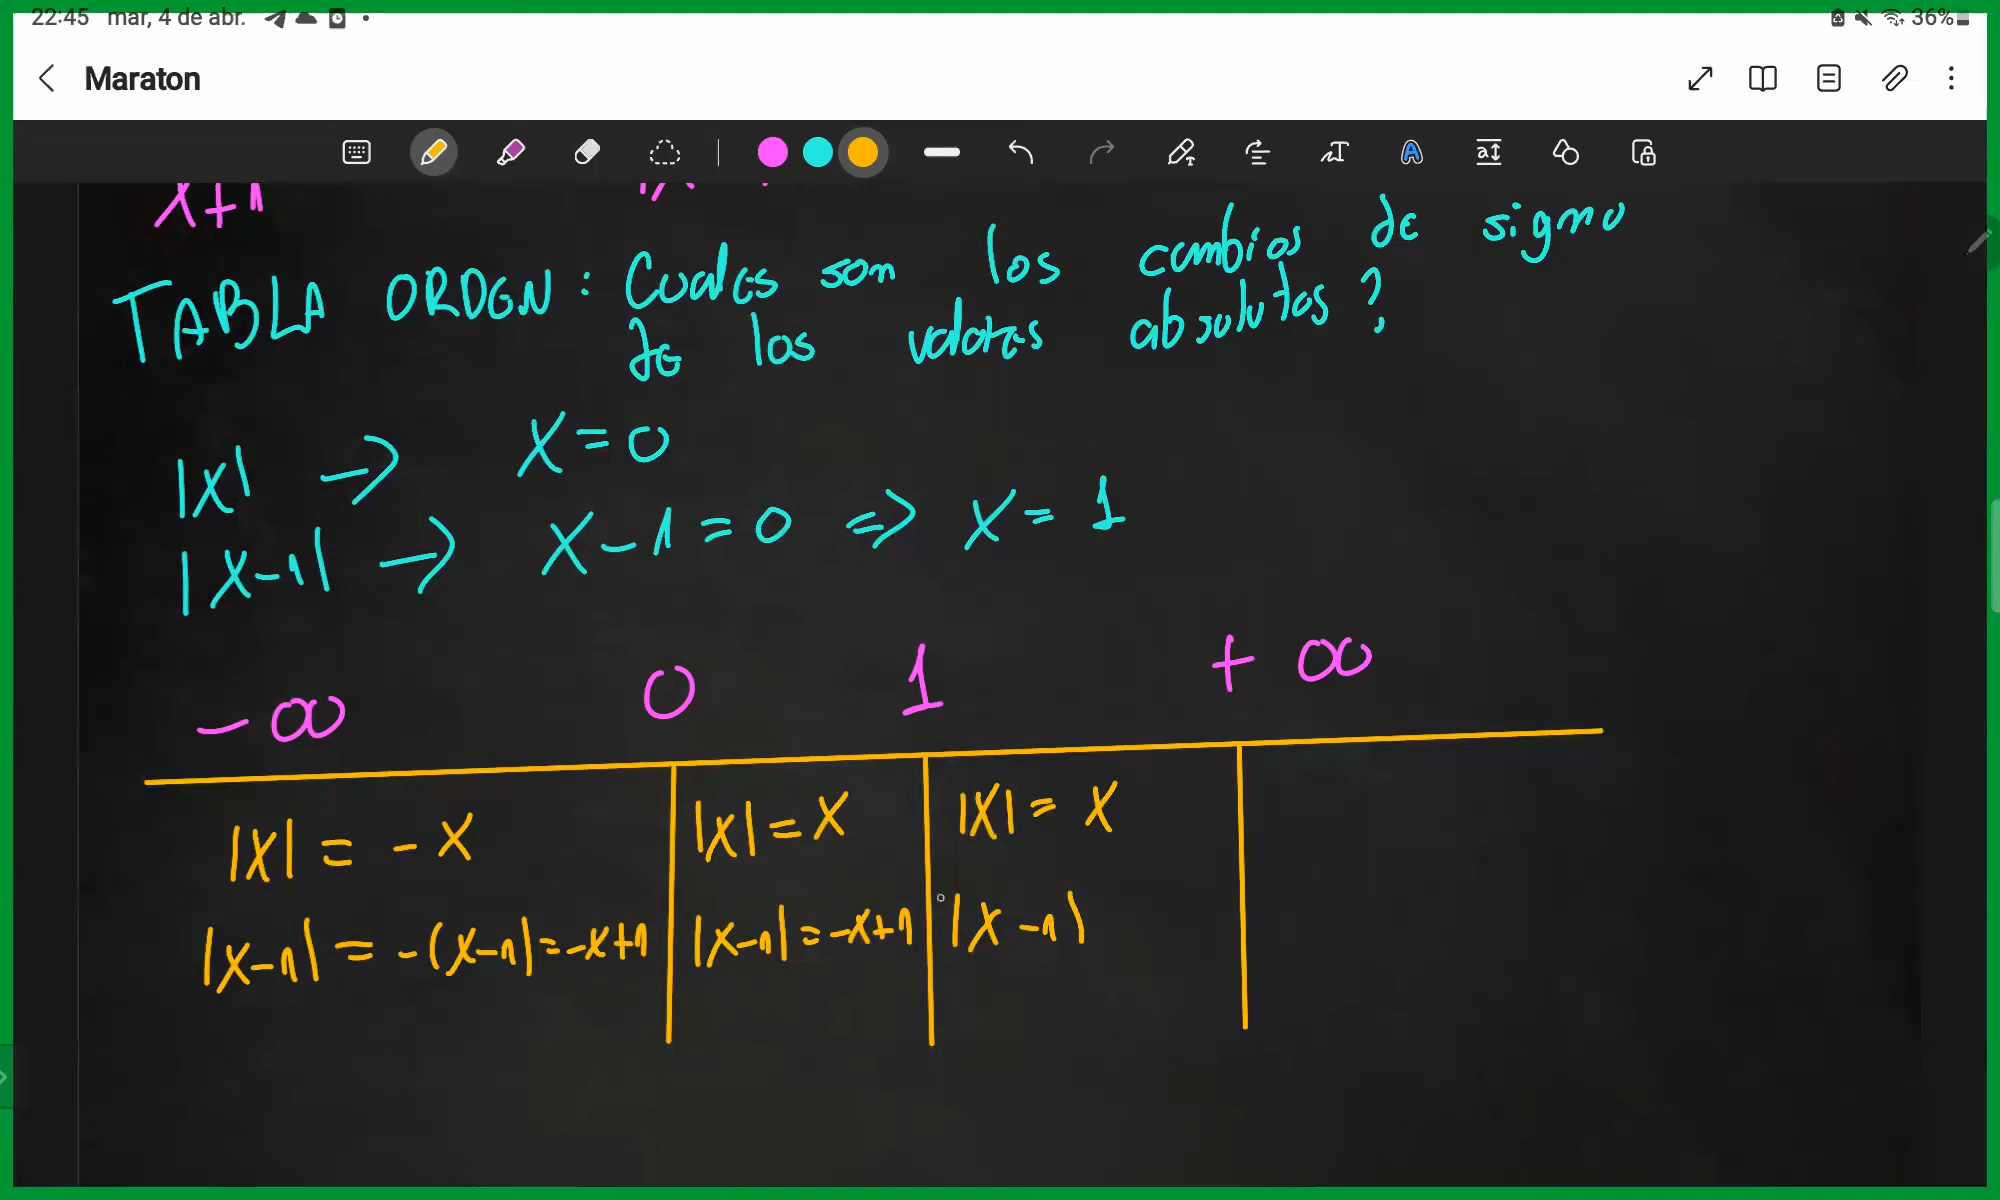 22:45 mar, 4 de abr. 36%
Maraton
x+1
TABLA ORDEN: Cuales son los cambios de signo
de los valores absolutos?
|x| → x=0
|x-1| → x-1=0 => x=1
-∞ 0 1 +∞
|x| = -x |x|=x |x|= x
|x-1| = -(x-1)=-x+1 |x-1|=-x+1 |x-1|